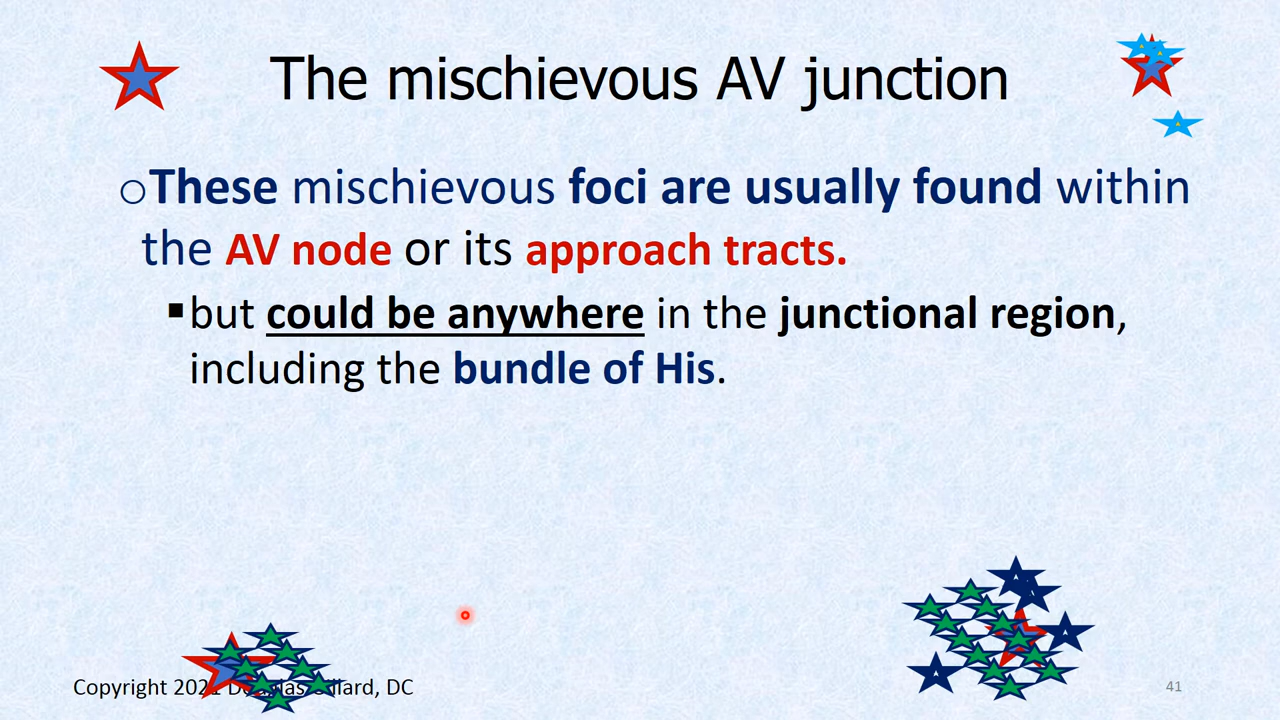 The mischievous AV junction
These mischievous foci are usually found within
the AV node or its approach tracts.
but could be anywhere in the junctional region,
including the bundle of His.
Copyright DC
41